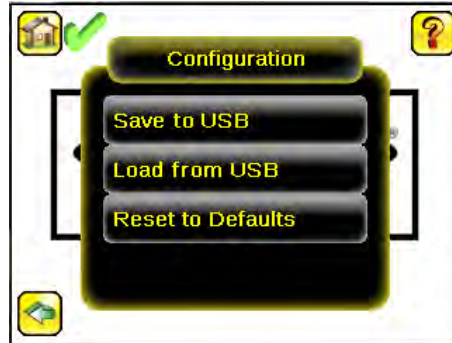 ?
Configuration
Save to USB
Load from USB
Reset to Defaults
®